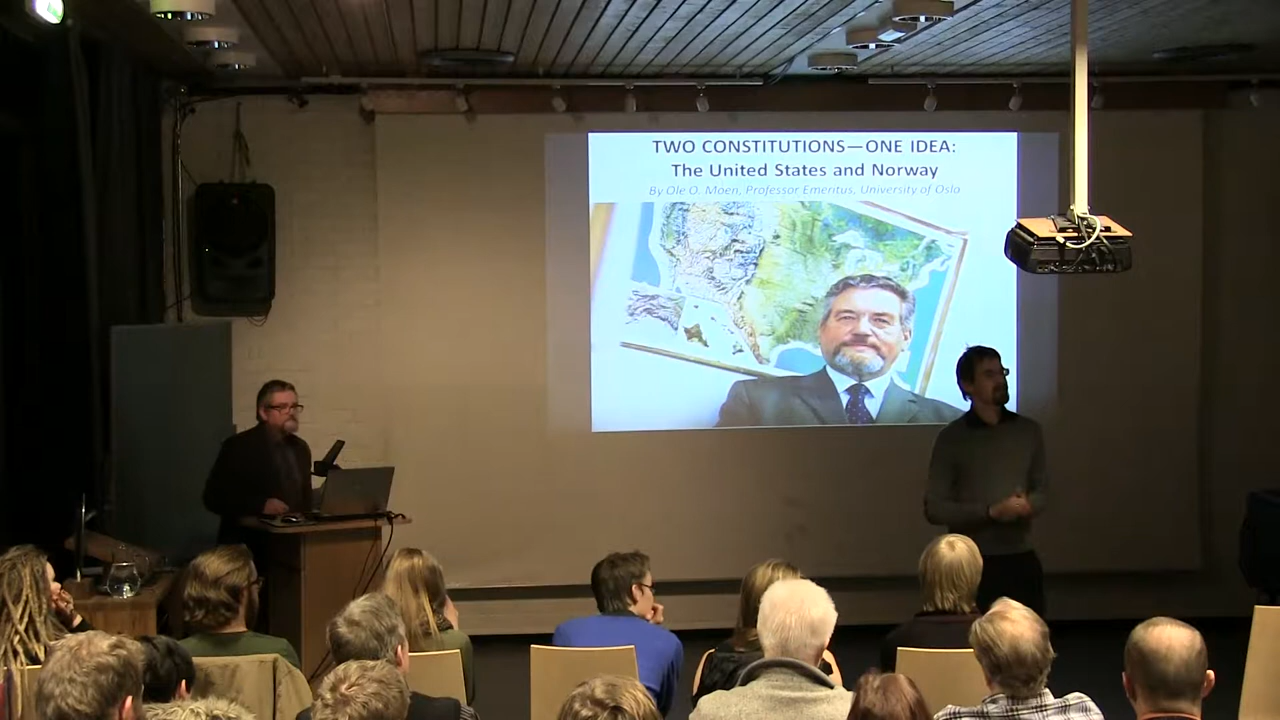 TWO CONSTITUTIONS—ONE IDEA:
The United States and Norway
By Ole O. Moen, Professor Emeritus, University of Oslo